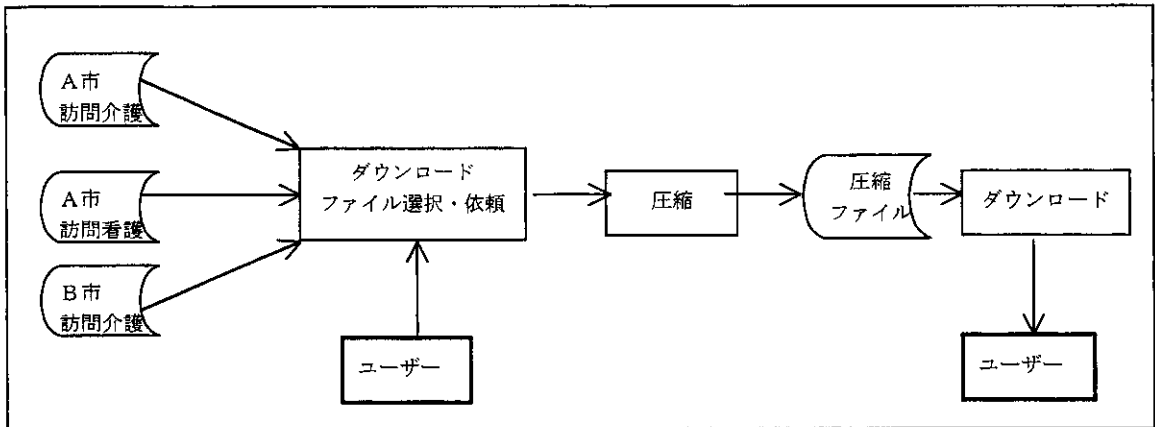 A市
訪問介護
A市
訪問看護
B市
訪問介護
ダウンロード
ファイル選択・依頼
ユーザー
圧縮
圧縮
ファイル
ダウンロード
ユーザー